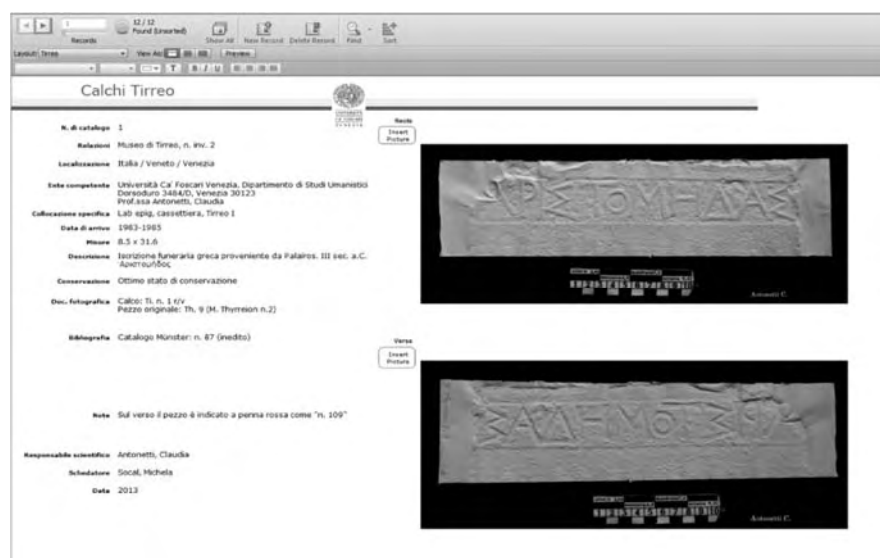 1
12 / 12
Found (Unsorted)
Records
Show All
New Record
Delete Record
Find
Sort
Layout: Tirreo
View As:
Preview
B I U
Calchi Tirreo
N. di catalogo 1
Relazioni Museo di Tirreo, n. inv. 2
Localizzazione Italia / Veneto / Venezia
Ente competente Università Ca' Foscari Venezia, Dipartimento di Studi Umanistici
Dorsoduro 3484/D, Venezia 30123
Prof.ssa Antonetti, Claudia
Collocazione specifica Lab epig, cassettiera, Tirreo I
Data di arrivo 1983-1985
Misure 8.5 x 31.6
Descrizione Iscrizione funeraria greca proveniente da Palairos. III sec. a.C.
Conservazione Ottimo stato di conservazione
Doc. fotografica Calco: Ti. n. 1 r/v
Pezzo originale: Th. 9 (M. Thyrreion n.2)
Bibliografia Catalogo Münster: n. 87 (inedito)
Note Sul verso il pezzo è indicato a penna rossa come "n. 109"
Responsabile scientifico Antonetti, Claudia
Schedatore Socal, Michela
Data 2013
Recto
Insert
Picture
ΙΣΤΟΜΗΔΑΣ
Antonetti C.
Verso
Insert
Picture
Antonetti C.